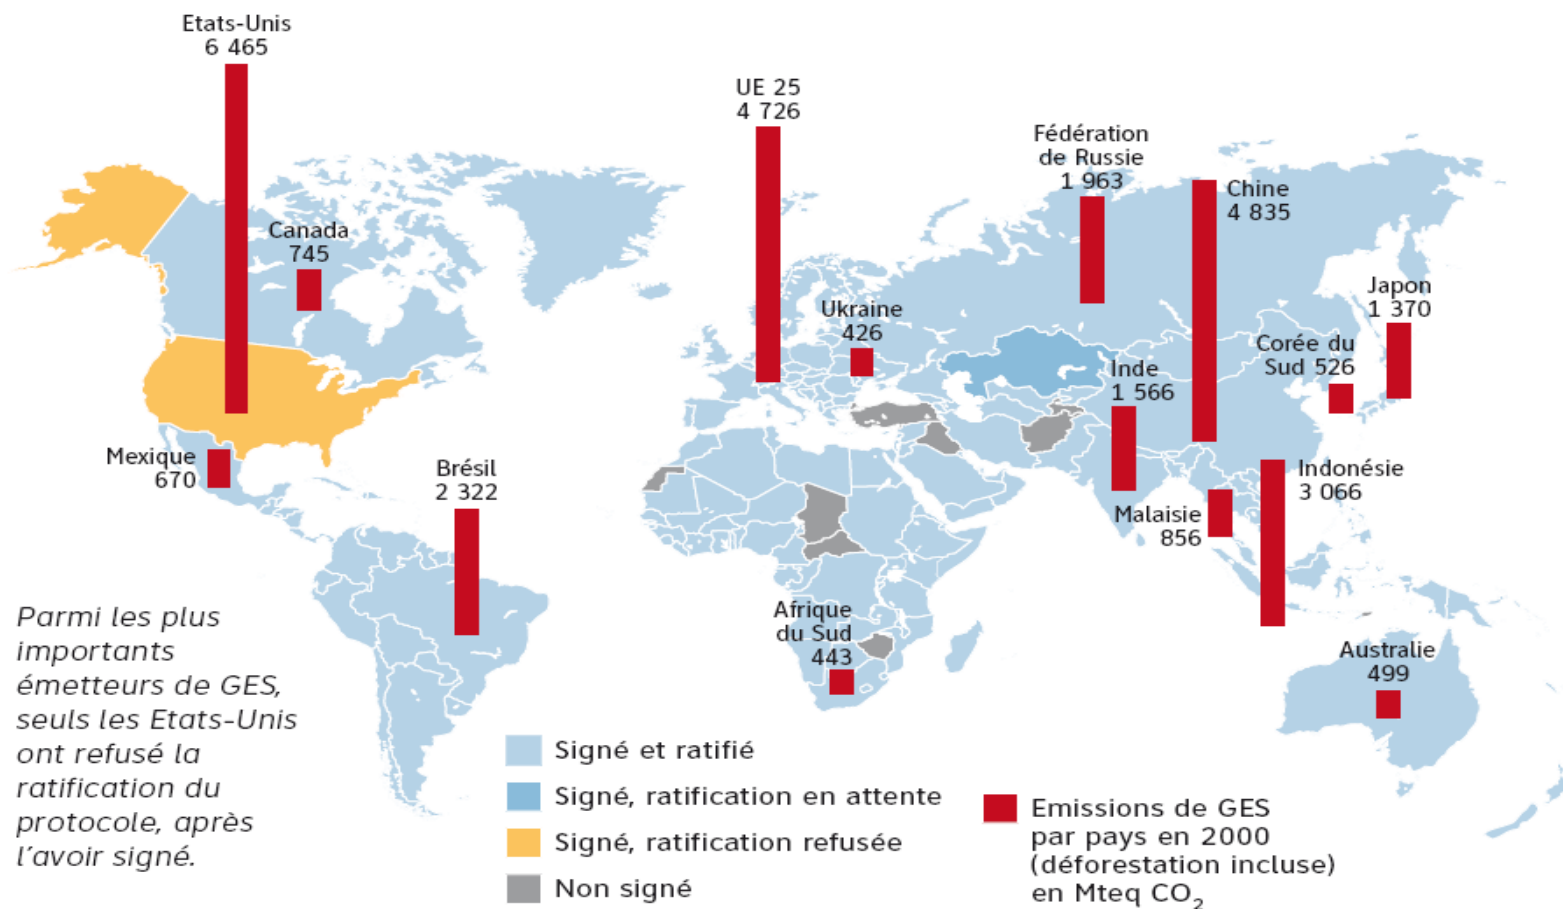 Etats-Unis
6 465
UE 25
4 726
Fédération
de Russie
1 963
Chine
4 835
Canada
745
Ukraine
426
Japon
1 370
Corée du
Sud 526
Inde
1 566
Mexique
670
Brésil
2 322
Indonésie
3 066
Malaisie
856
Afrique
du Sud
443
Australie
499
Parmi les plus
importants
émetteurs de GES,
seuls les Etats-Unis
ont refusé la
ratification du
protocole, après
l'avoir signé.
Signé et ratifié
Signé, ratification en attente
Signé, ratification refusée
Non signé
Emissions de GES
par pays en 2000
(déforestation incluse)
en Mteq CO₂